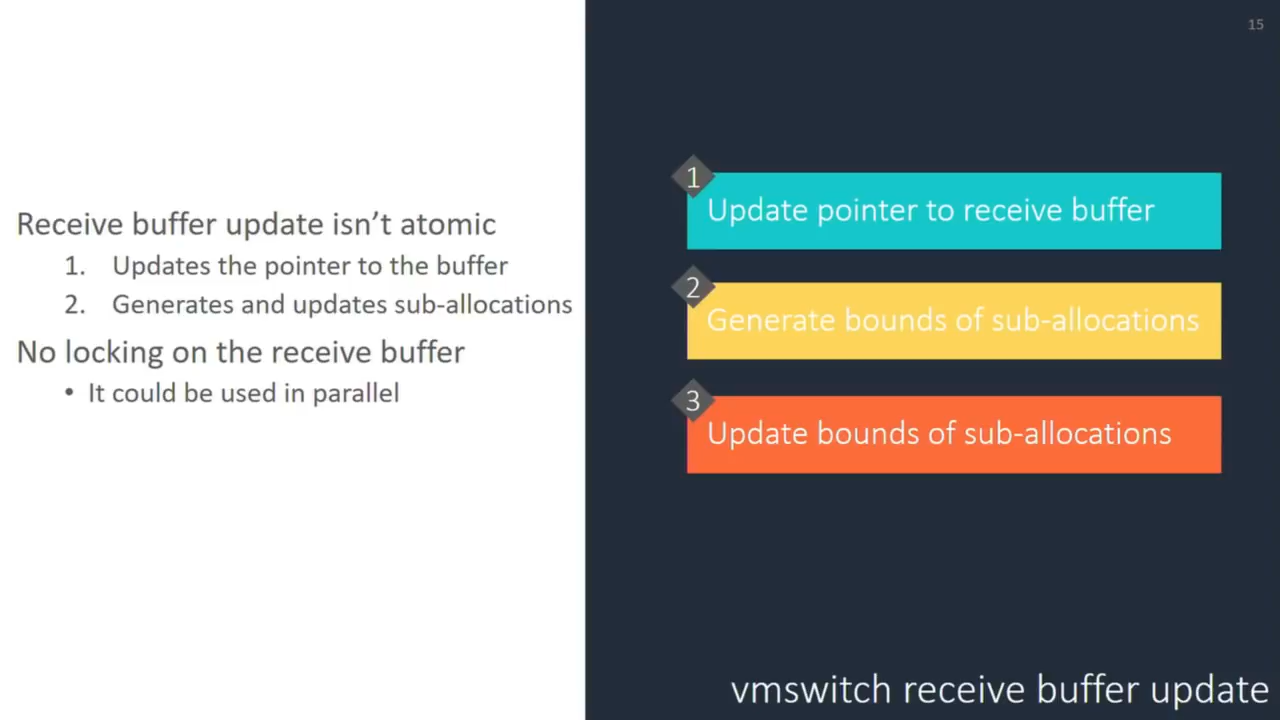 15
Receive buffer update isn’t atomic
1. Updates the pointer to the buffer
2. Generates and updates sub-allocations
No locking on the receive buffer
• It could be used in parallel
1
Update pointer to receive buffer
2
Generate bounds of sub-allocations
3
Update bounds of sub-allocations
vmswitch receive buffer update